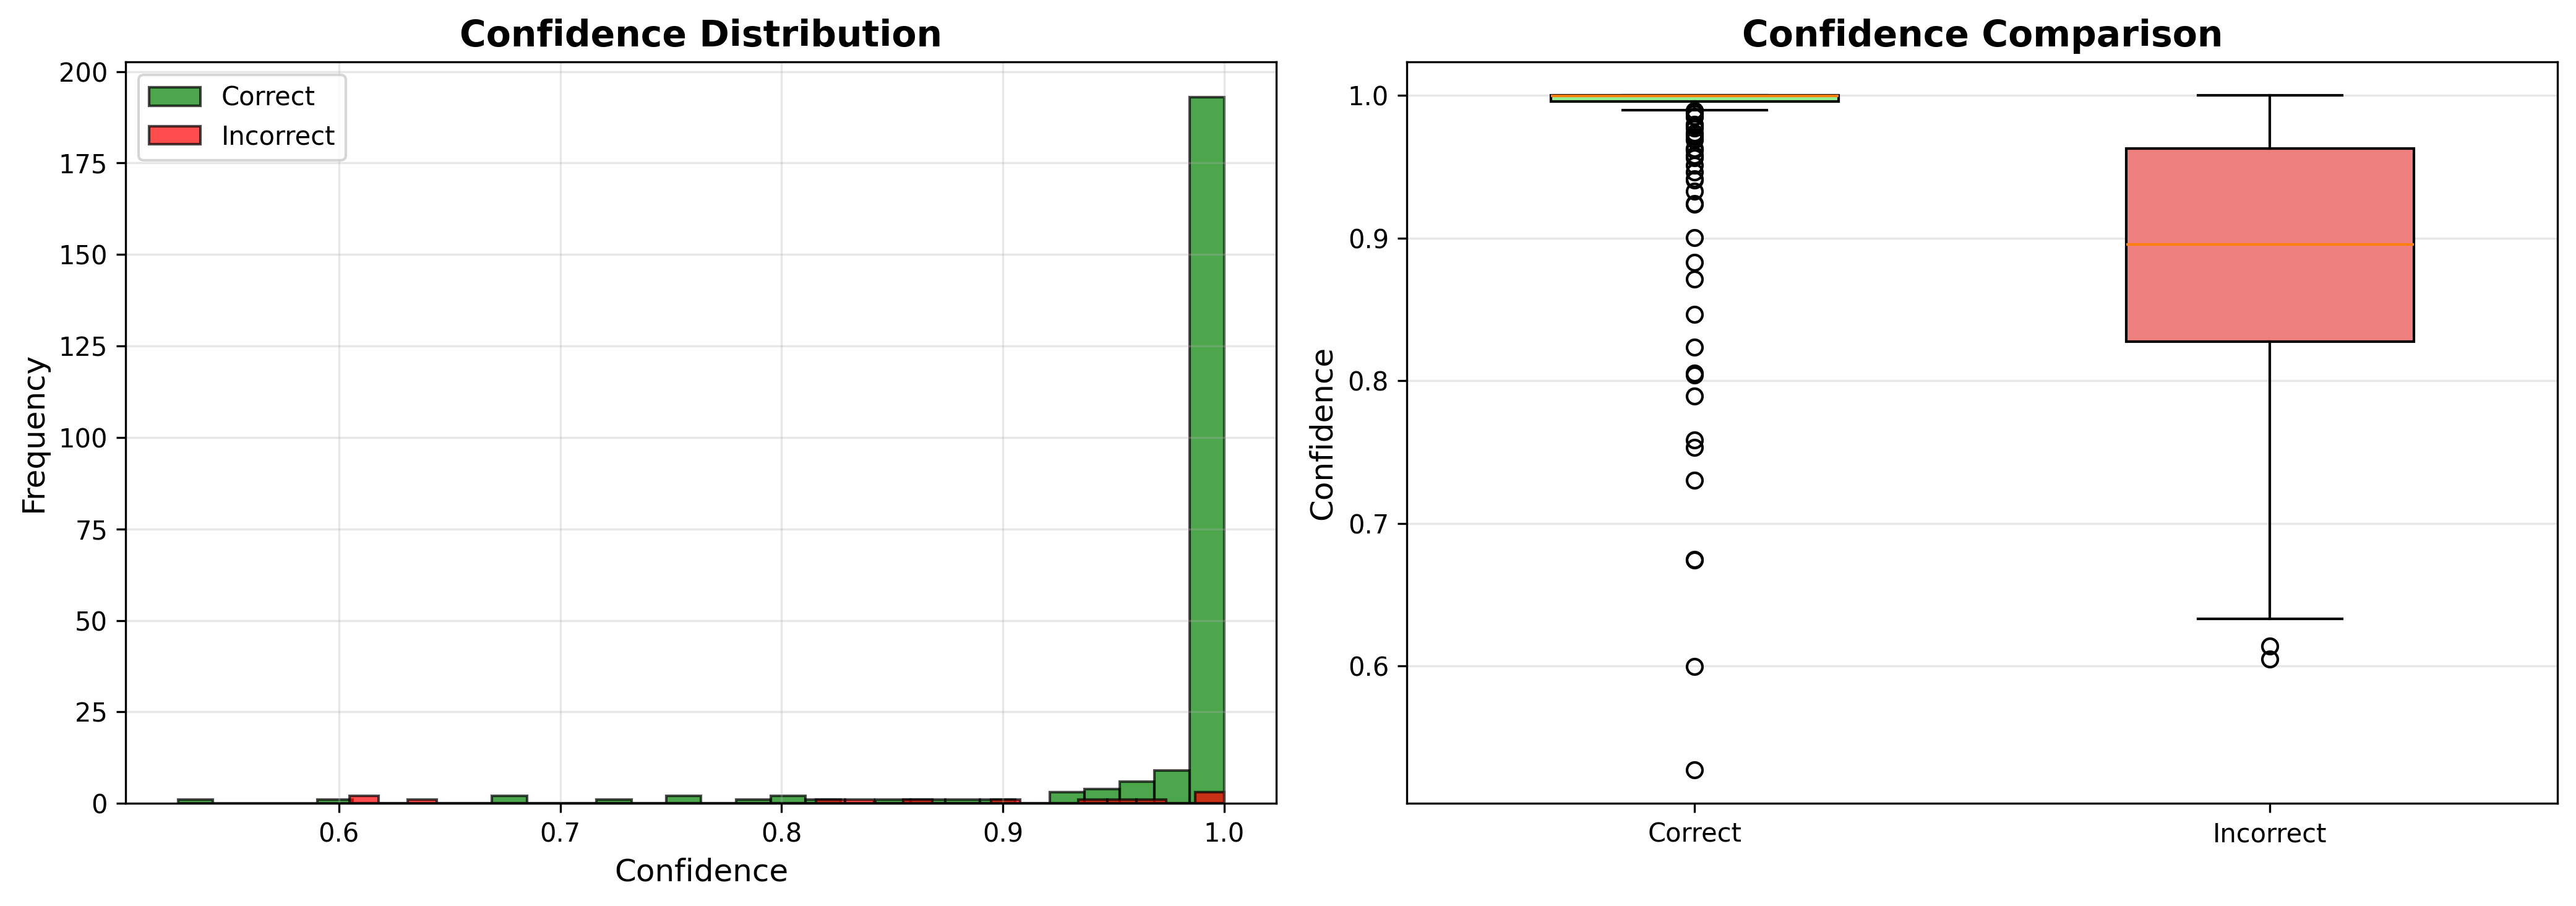 Confidence Distribution
200
175
150
125
100
75
50
25
0
Frequency
Correct
Incorrect
0.6 0.7 0.8 0.9 1.0
Confidence
Confidence Comparison
1.0
0.9
0.8
0.7
0.6
Confidence
Correct Incorrect